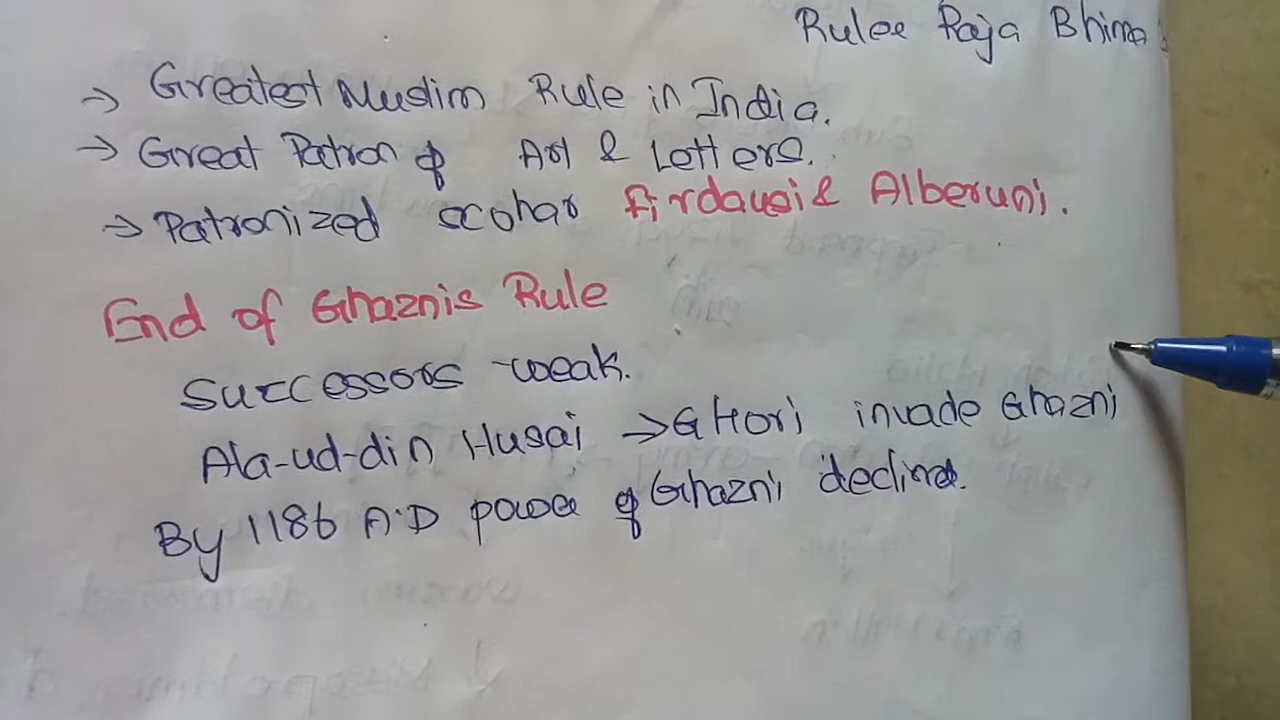 Rulee Raja Bhima
→ Greatest Muslim Rule in India.
→ Great Patron of Art & Letters.
→ Patronized scohar Firdausi & Alberuni.
End of Ghaznis Rule
Successors - weak.
Ala-ud-din Husai → GHori invade Ghazni
By 1186 A.D power of Ghazni declined.